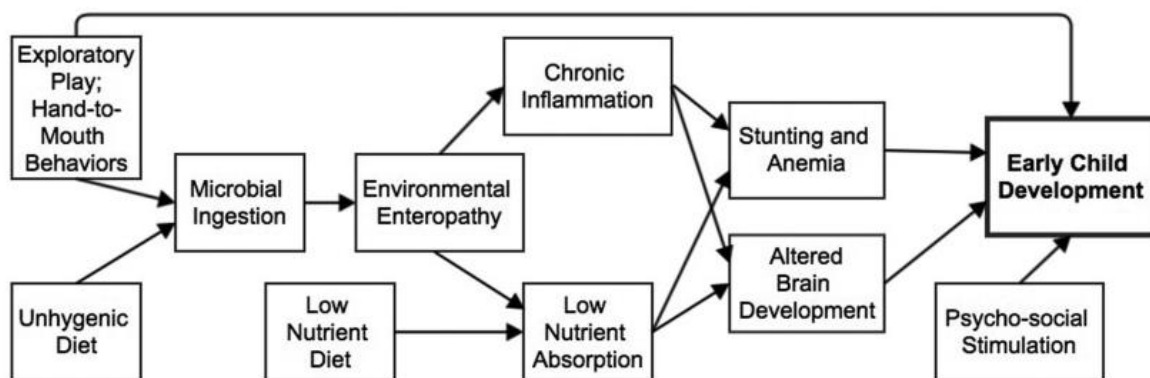 Exploratory
Play;
Hand-to-
Mouth
Behaviors
Chronic
Inflammation
Stunting and
Anemia
Early Child
Development
Microbial
Ingestion
Environmental
Enteropathy
Altered
Brain
Development
Unhygenic
Diet
Low
Nutrient
Diet
Low
Nutrient
Absorption
Psycho-social
Stimulation